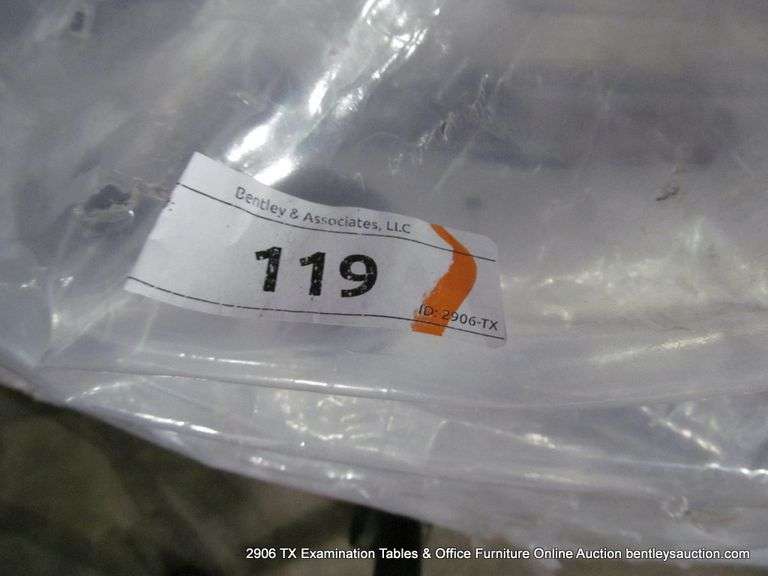 Bentley & Associates, LLC
119
ID: 2906-TX
2906 TX Examination Tables & Office Furniture Online Auction bentleysauction.com